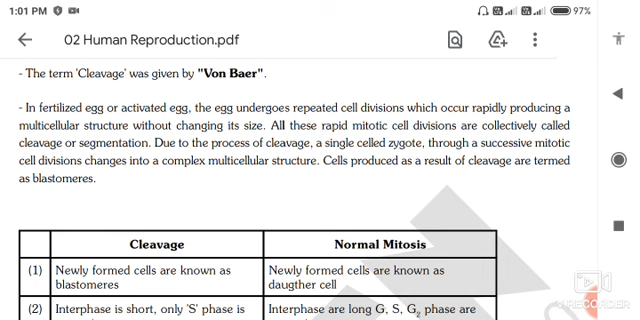 1:01 PM
97%
02 Human Reproduction.pdf
- The term 'Cleavage' was given by "Von Baer".
- In fertilized egg or activated egg, the egg undergoes repeated cell divisions which occur rapidly producing a
multicellular structure without changing its size. All these rapid mitotic cell divisions are collectively called
cleavage or segmentation. Due to the process of cleavage, a single celled zygote, through a successive mitotic
cell divisions changes into a complex multicellular structure. Cells produced as a result of cleavage are termed
as blastomeres.
Cleavage Normal Mitosis
(1) Newly formed cells are known as Newly formed cells are known as
blastomeres daugther cell
(2) Interphase is short, only 'S' phase is Interphase are long G, S, G₂ phase are
RECORDER